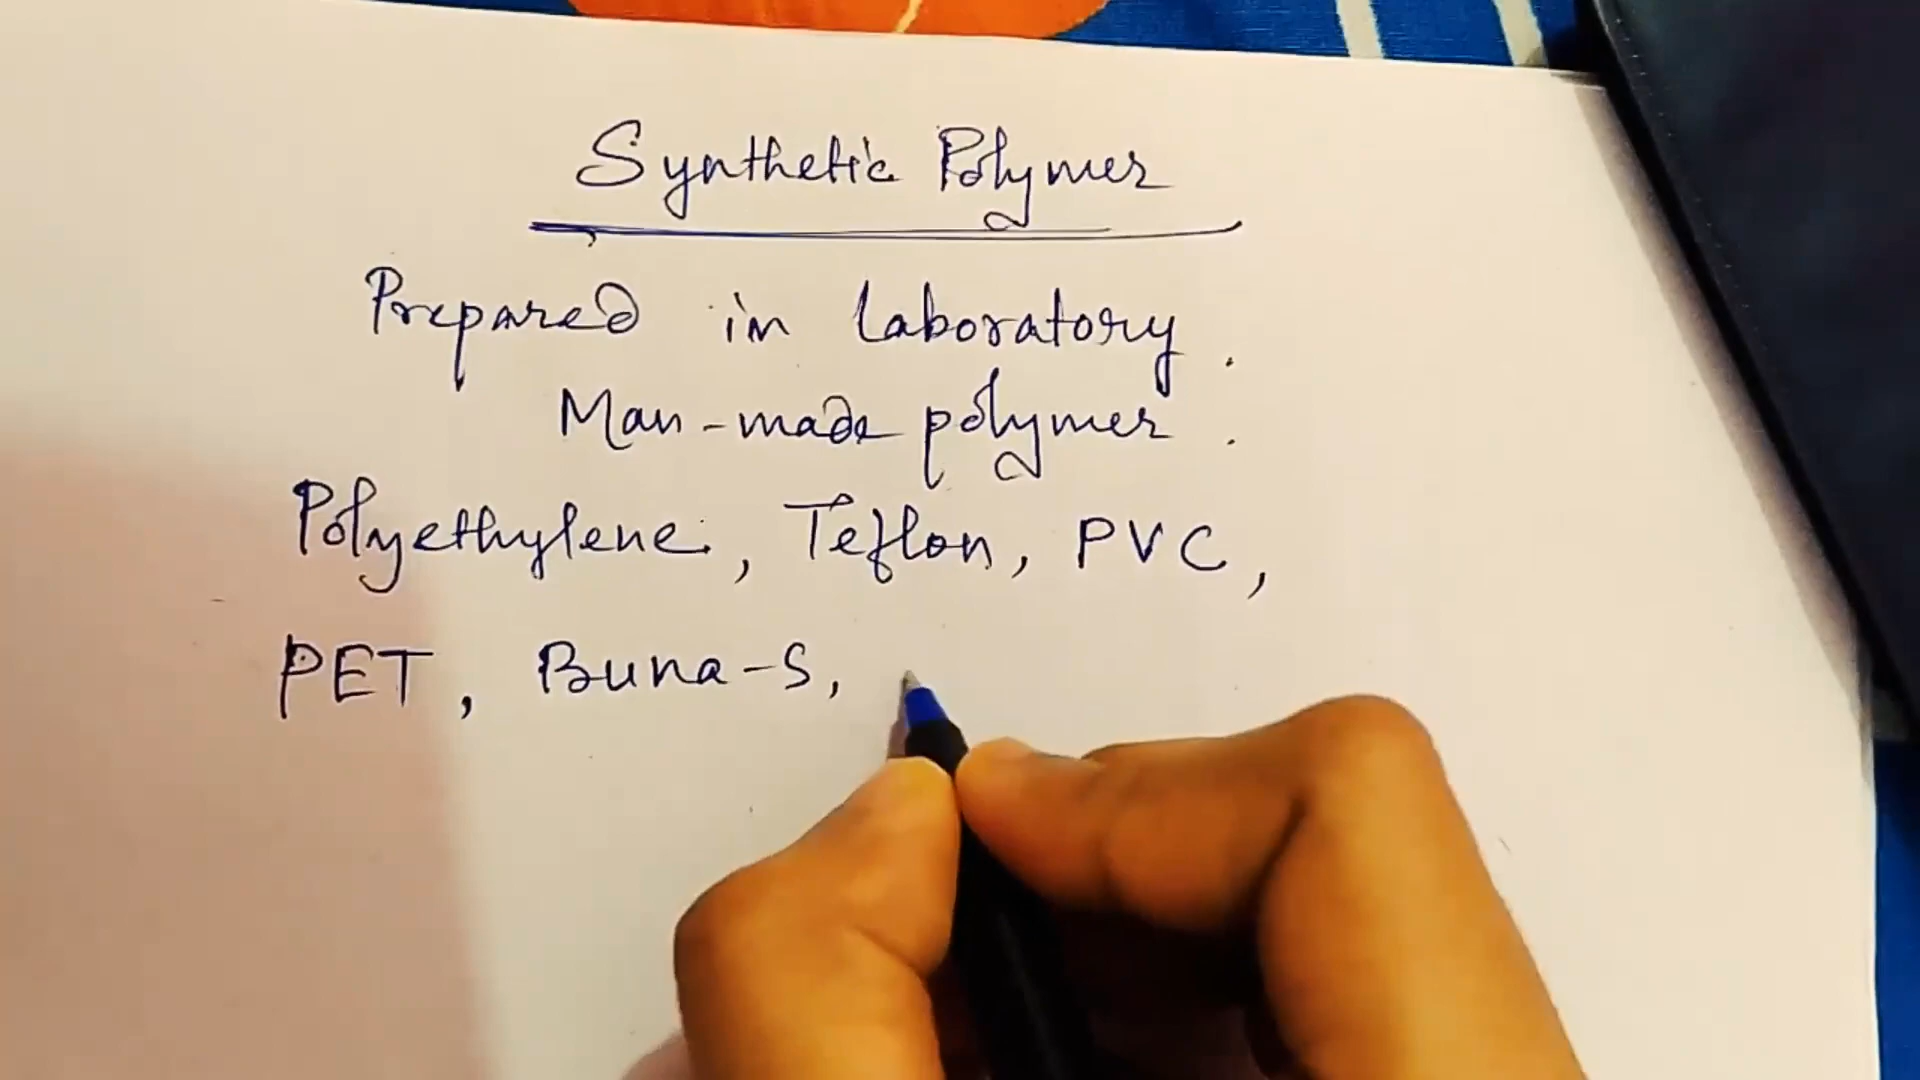 Synthetic Polymer
Prepared in laboratory.
Man-made polymer.
Polyethylene, Teflon, PVC,
PET, Buna-S,